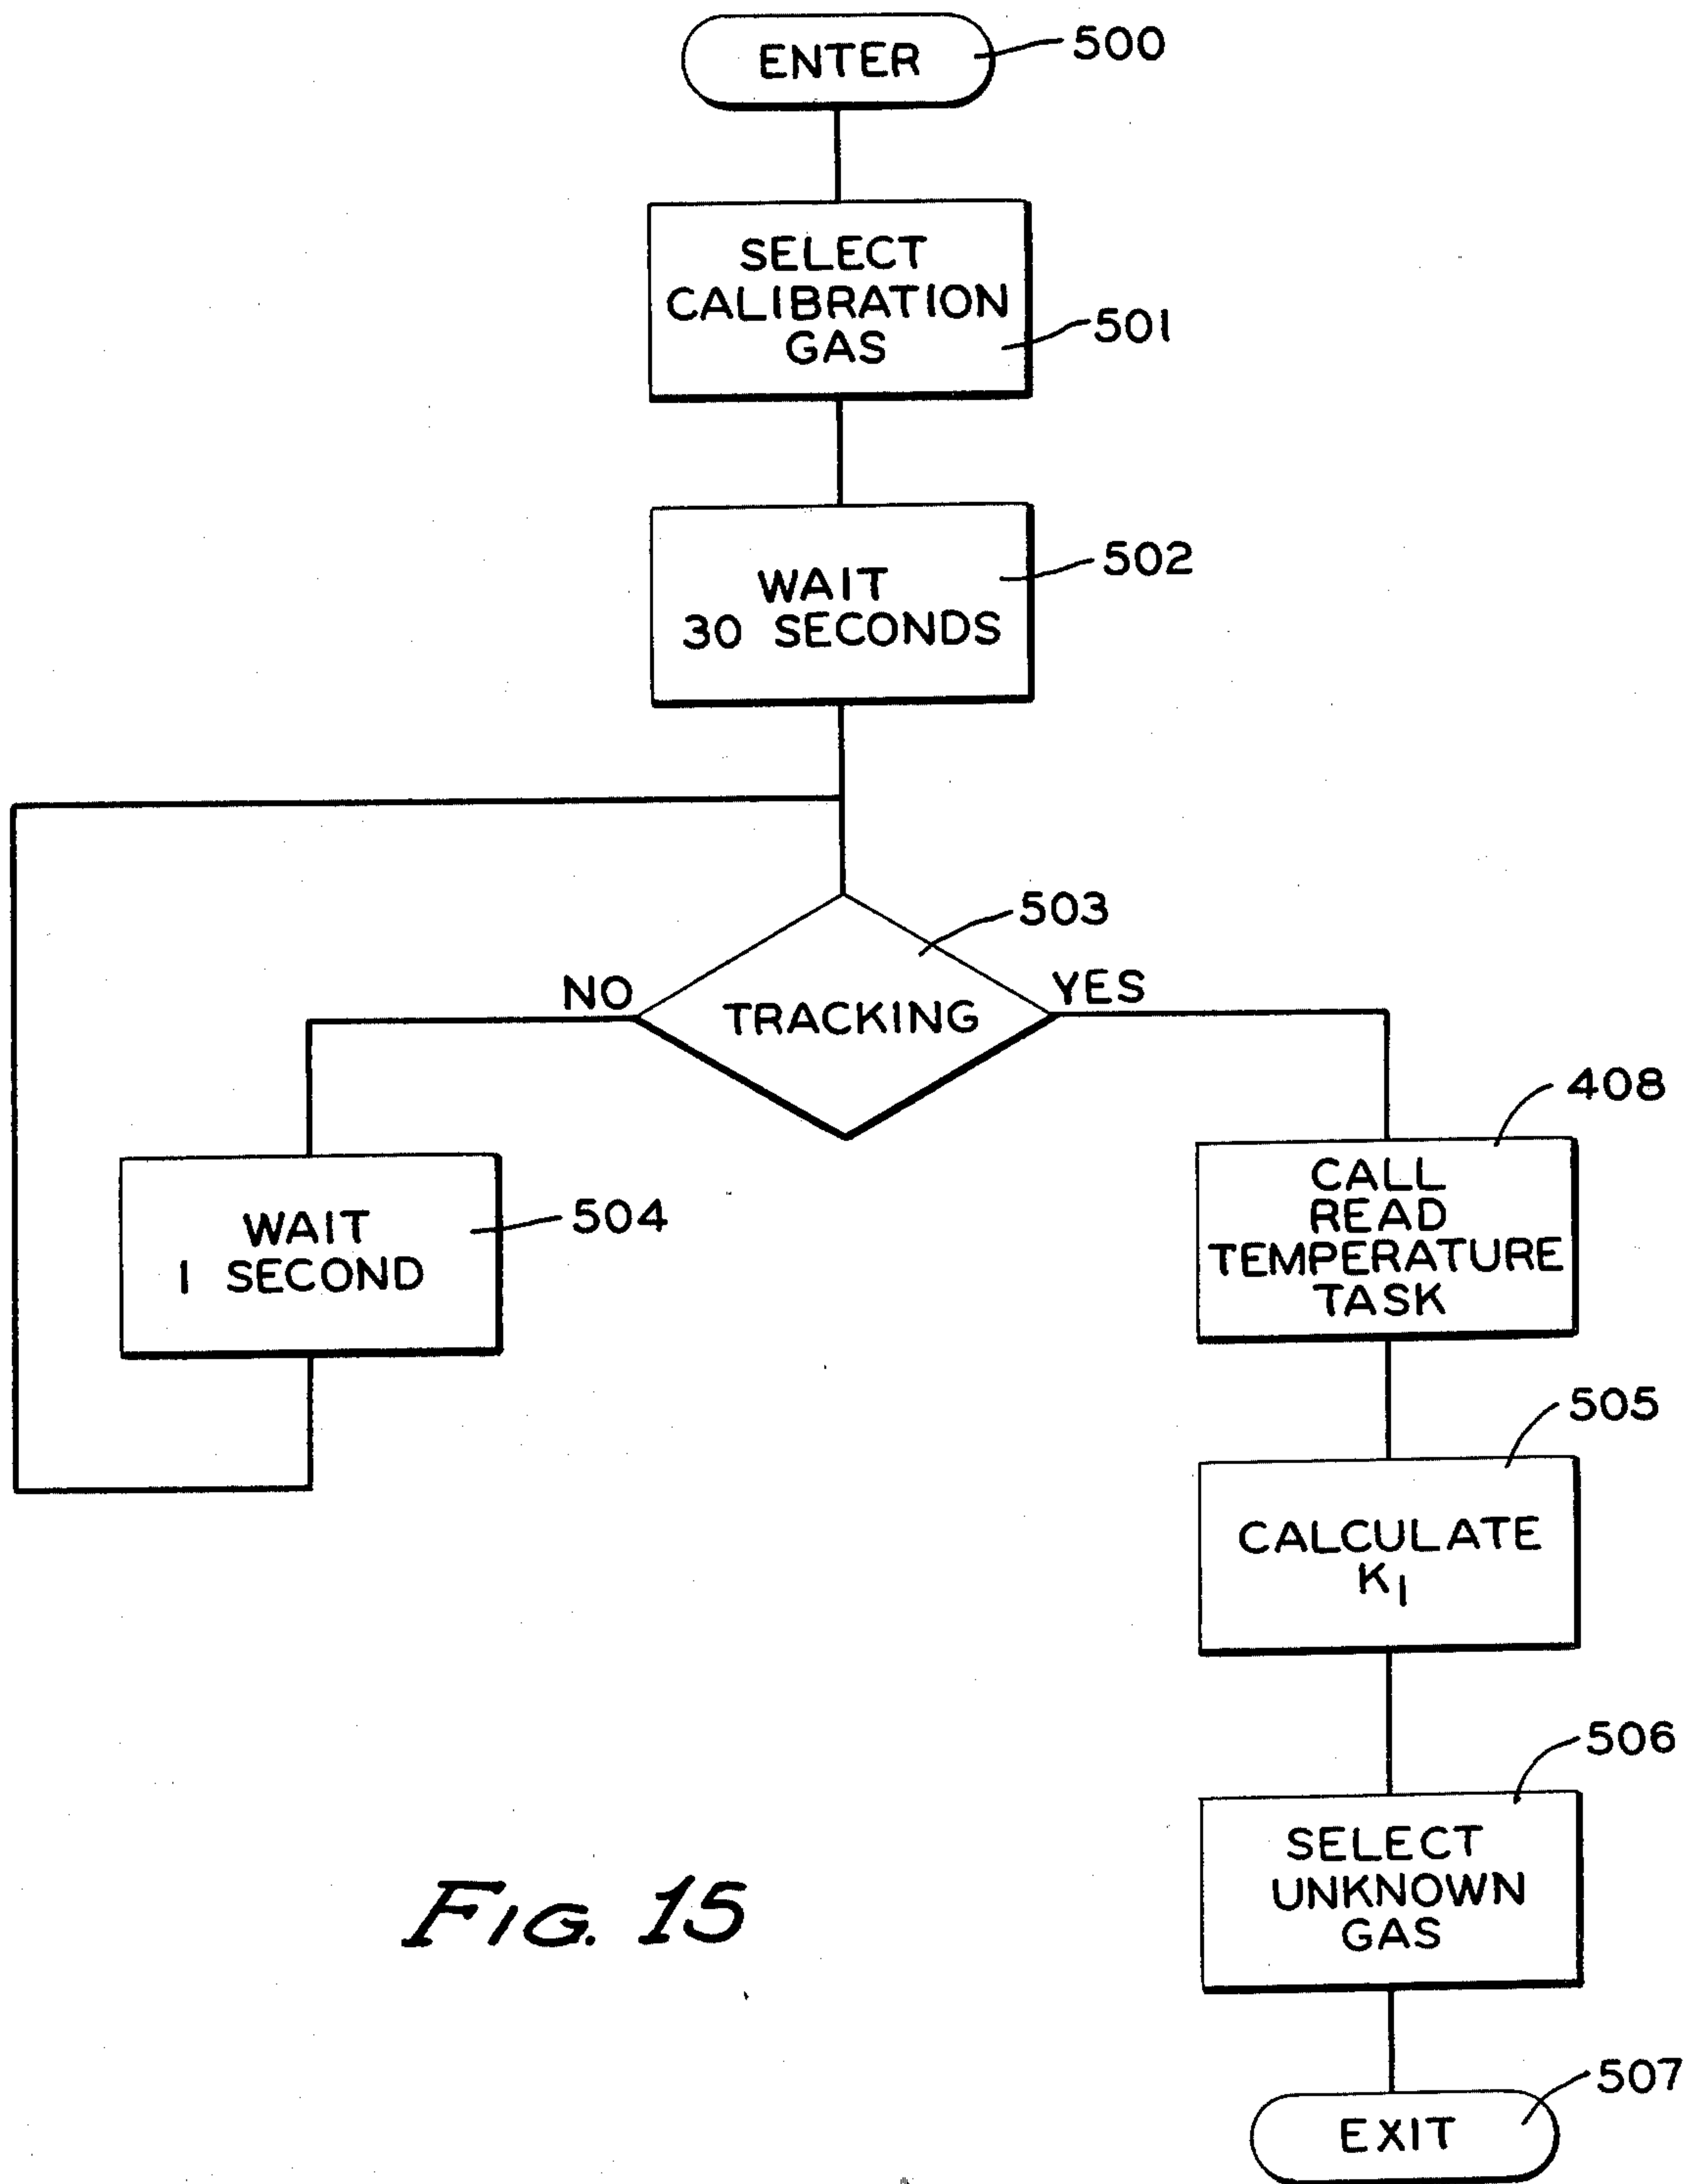 ENTER
500
SELECT
CALIBRATION
GAS
501
WAIT
30 SECONDS
502
503
NO
TRACKING
YES
408
CALL
READ
TEMPERATURE
TASK
WAIT
1 SECOND
504
505
CALCULATE
K1
506
SELECT
UNKNOWN
GAS
FIG. 15
507
EXIT